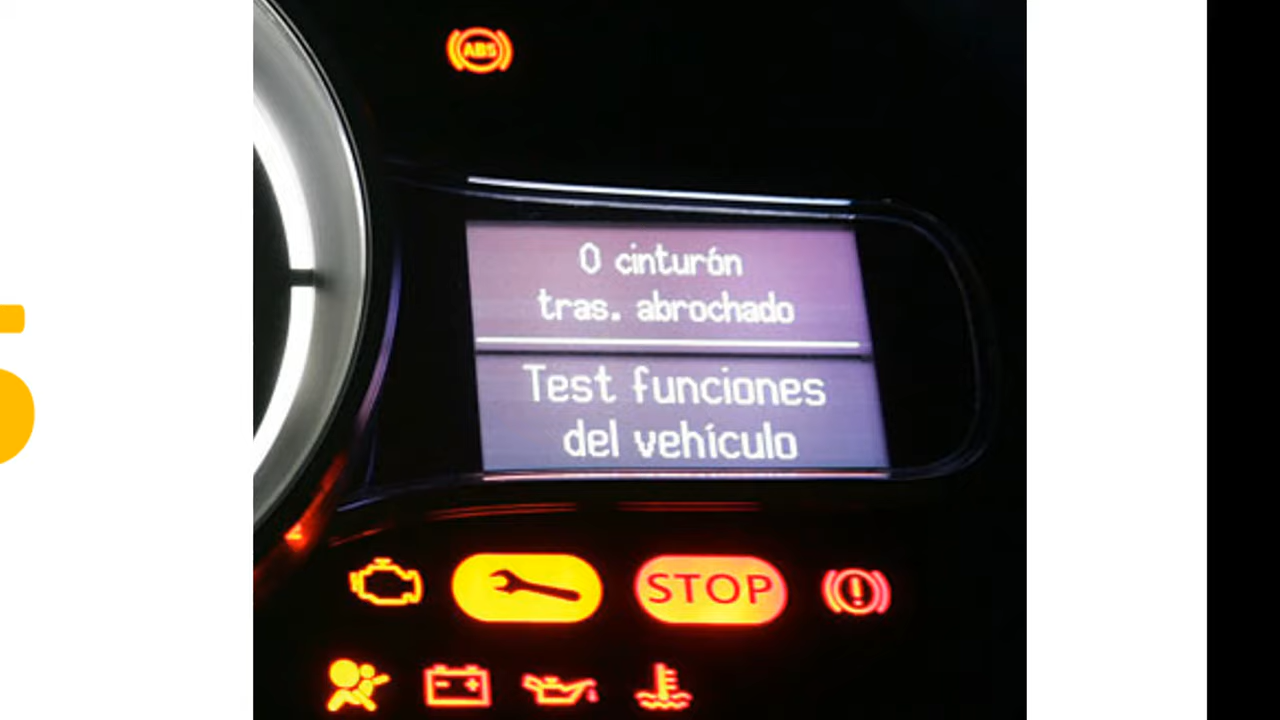 ABS
0 cinturón
tras. abrochado
Test funciones
del vehículo
STOP